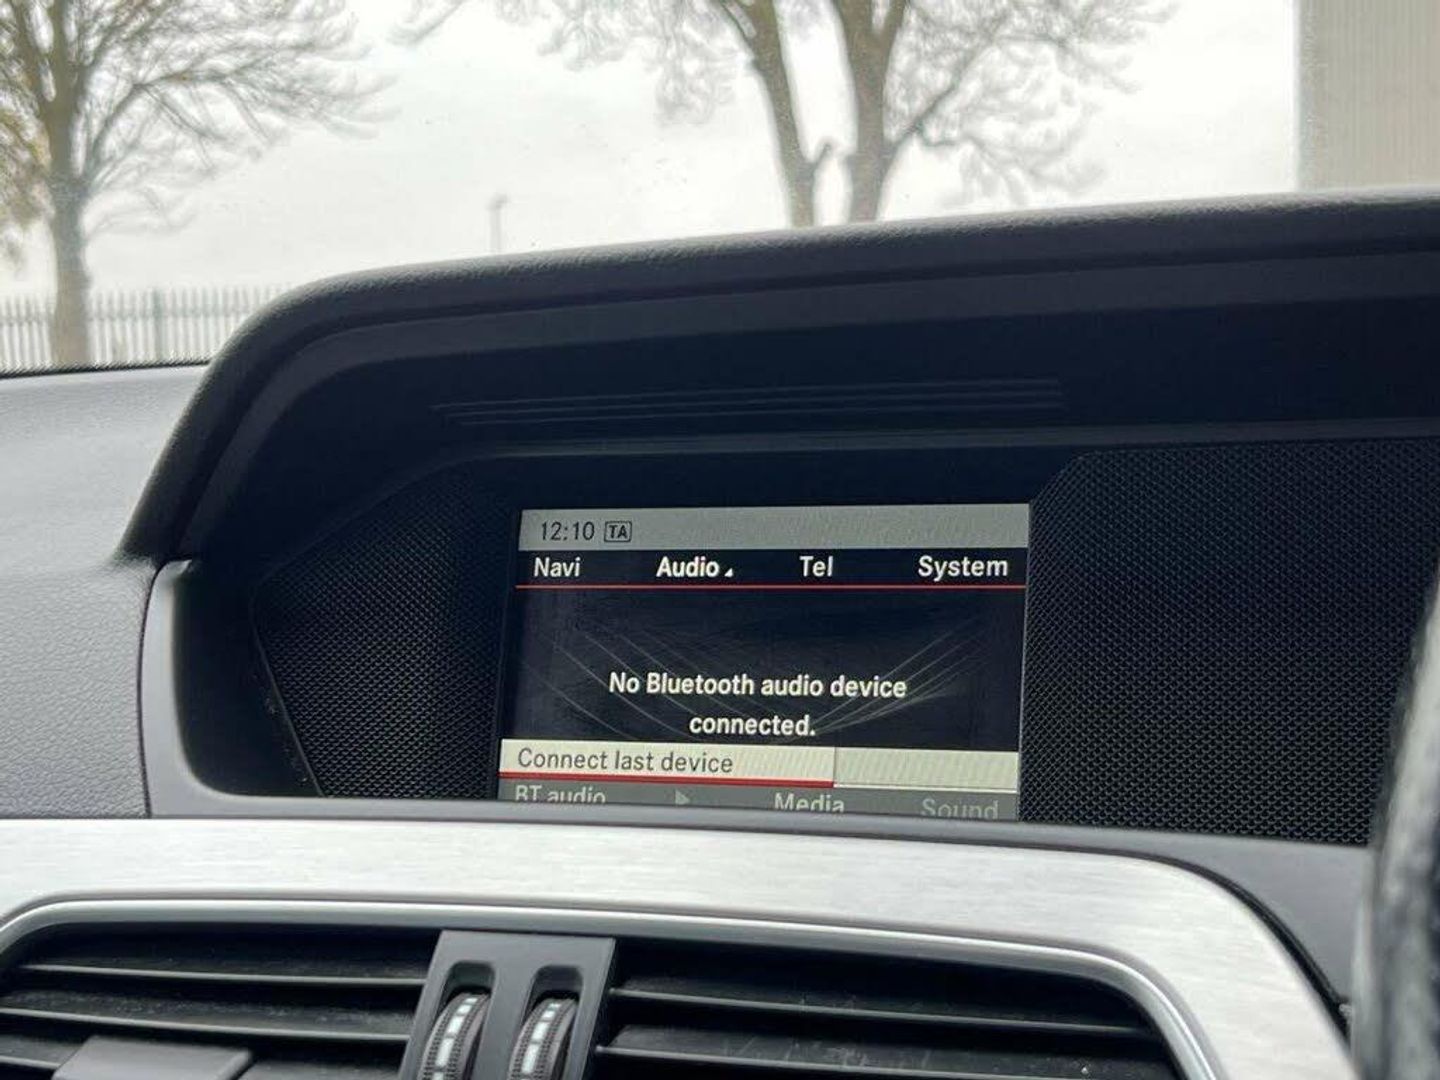 12:10 TA
Navi Audio Tel System
No Bluetooth audio device
connected.
Connect last device
BT audio Media Sound